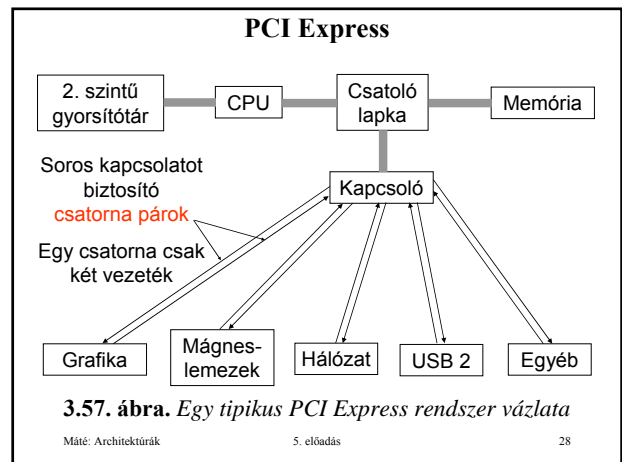 PCI Express
2. szintű
gyorsítótár
CPU
Csatoló
lapka
Memória
Soros kapcsolatot
biztosító
csatorna párok
Kapcsoló
Egy csatorna csak
két vezeték
Grafika
Mágnes-
lemezek
Hálózat
USB 2
Egyéb
3.57. ábra. Egy tipikus PCI Express rendszer vázlata
Máté: Architektúrák
5. előadás
28